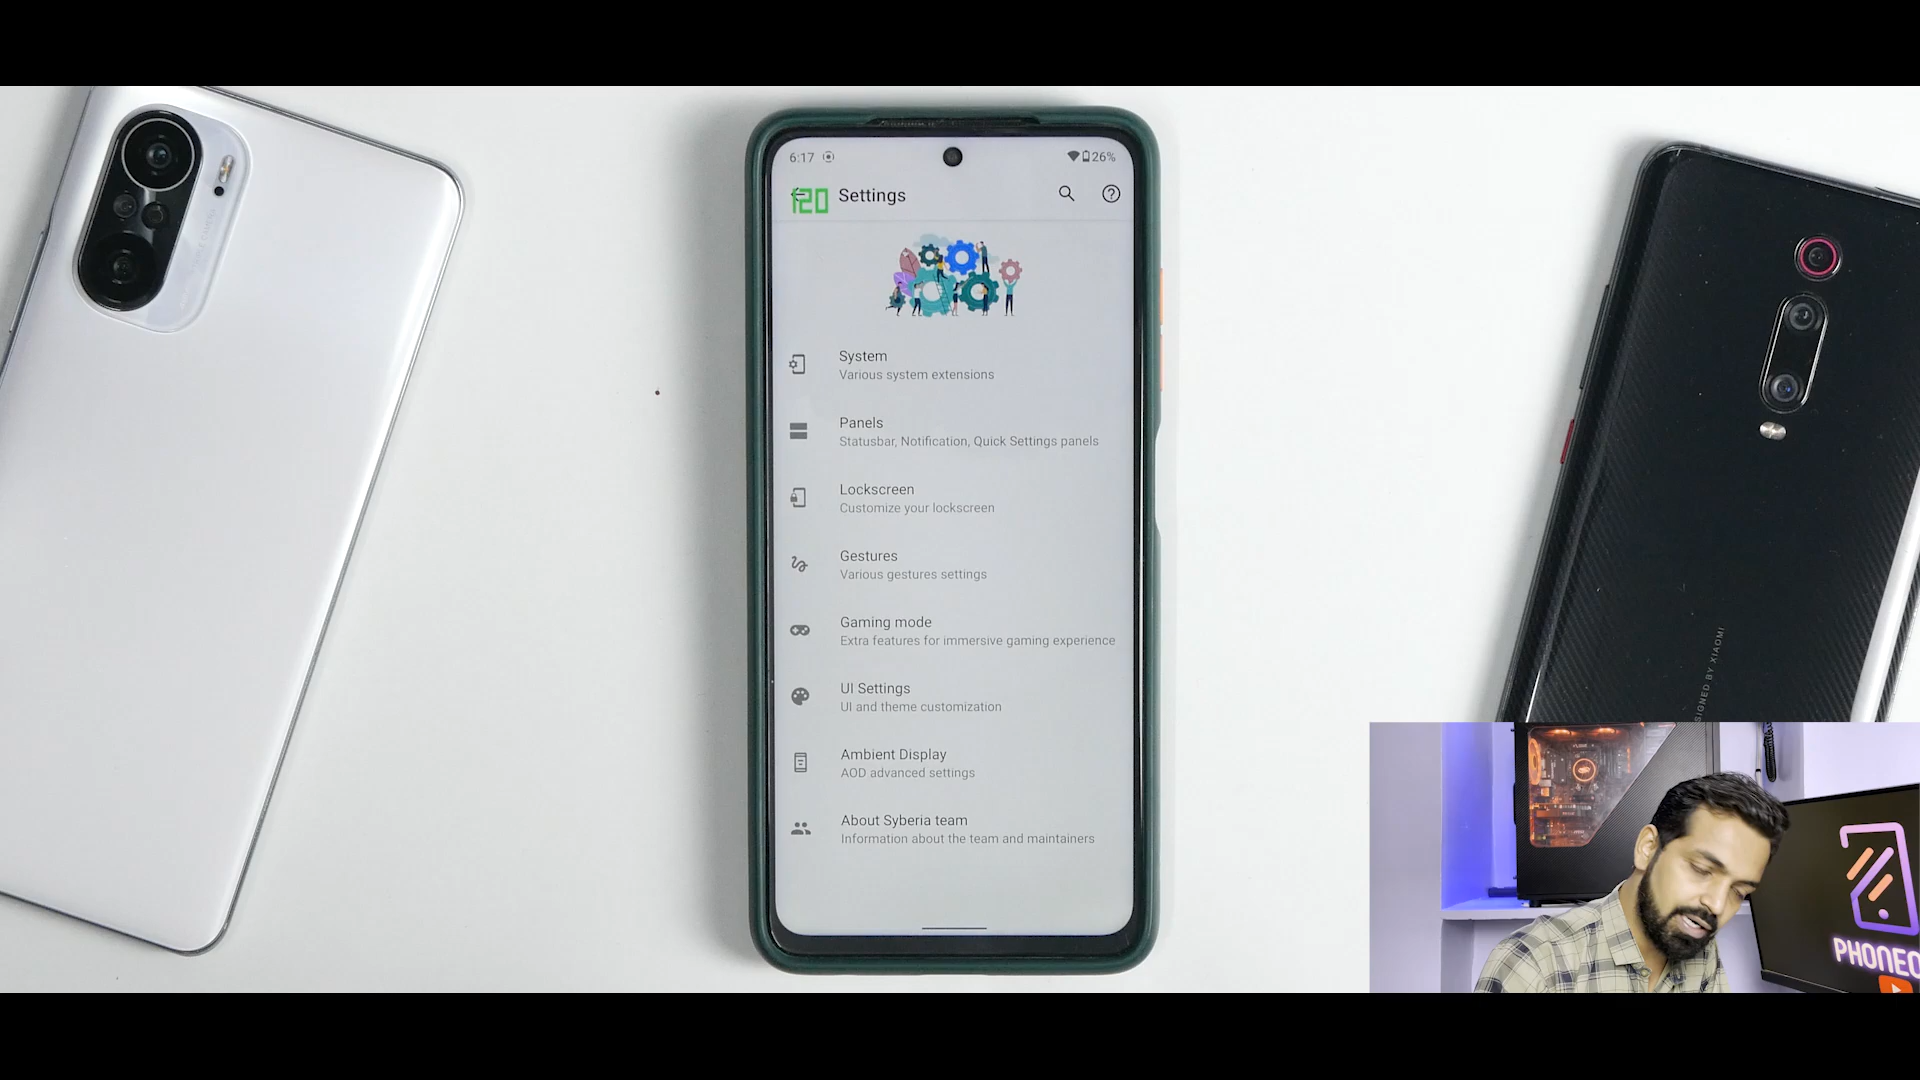 6:17
26%
120
Settings
System
Various system extensions
Panels
Statusbar, Notification, Quick Settings panels
Lockscreen
Customize your lockscreen
Gestures
Various gestures settings
Gaming mode
Extra features for immersive gaming experience
UI Settings
UI and theme customization
Ambient Display
AOD advanced settings
About Syberia team
Information about the team and maintainers
SIGNED BY XIAOMI
PHONEO